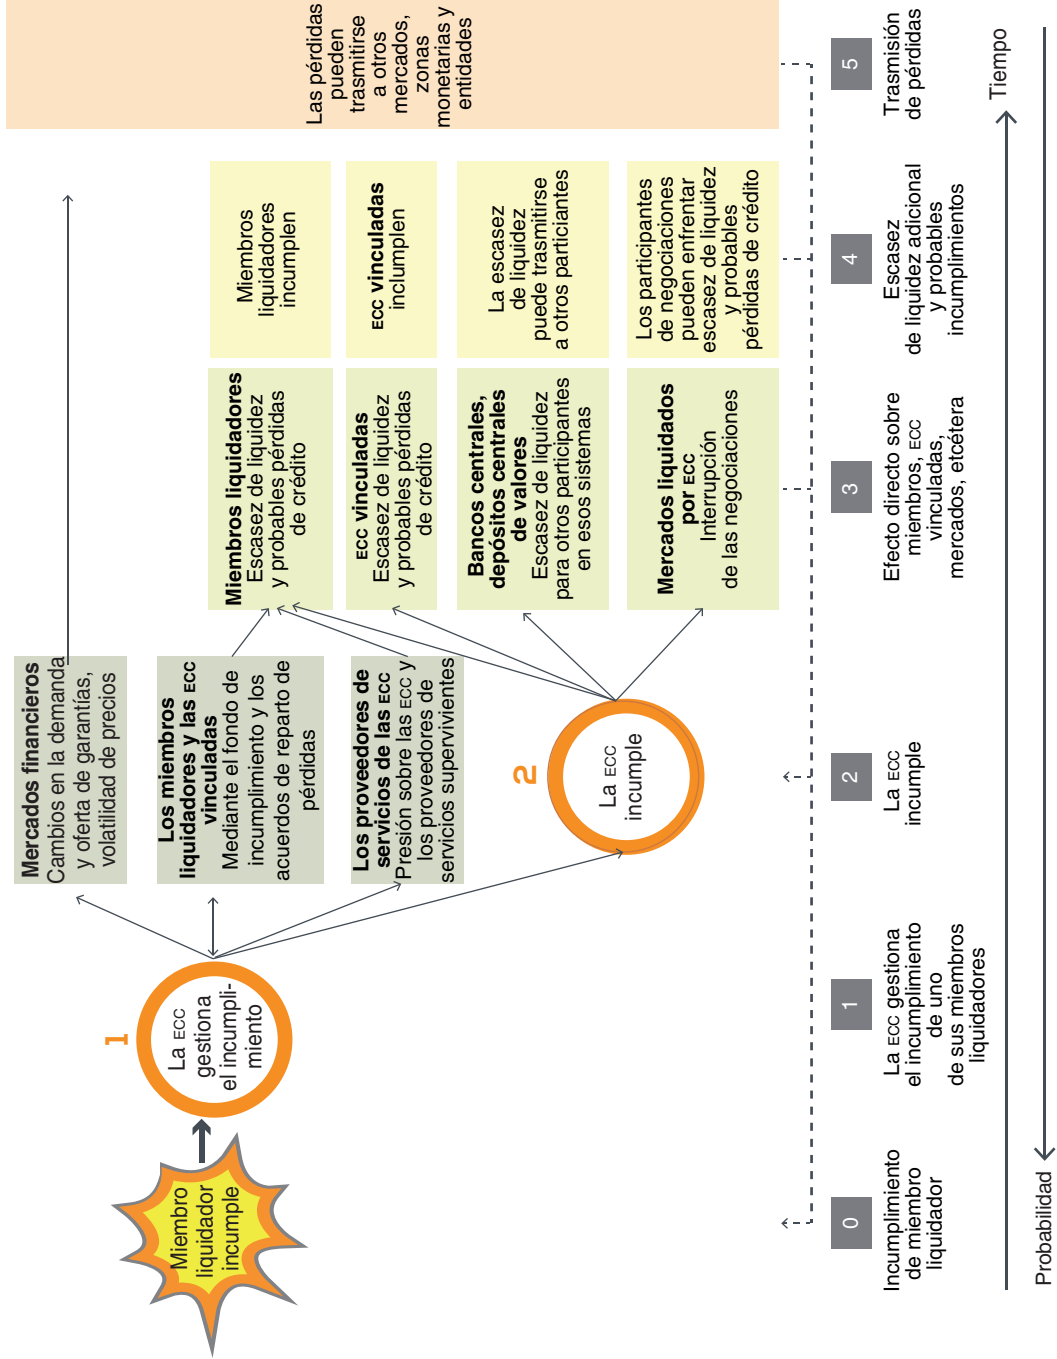 Miembro
liquidador
incumple
1
La ECC
gestiona
el incumpli-
miento
Mercados financieros
Cambios en la demanda
y oferta de garantías,
volatilidad de precios
Los miembros
liquidadores y las ECC
vinculadas
Mediante el fondo de
incumplimiento y los
acuerdos de reparto de
pérdidas
Los proveedores de
servicios de las ECC
Presión sobre las ECC y
los proveedores de
servicios supervivientes
2
La ECC
incumple
Miembros liquidadores
Escasez de liquidez
y probables pérdidas
de crédito
ECC vinculadas
Escasez de liquidez
y probables pérdidas
de crédito
Bancos centrales,
depósitos centrales
de valores
Escasez de liquidez
para otros participantes
en esos sistemas
Mercados liquidados
por ECC
Interrupción
de las negociaciones
Miembros
liquidadores
incumplen
ECC vinculadas
inclumplen
La escasez
de liquidez
puede trasmitirse
a otros particiantes
Los participantes
de negociaciones
pueden enfrentar
escasez de liquidez
y probables
pérdidas de crédito
Las pérdidas
pueden
trasmitirse
a otros
mercados,
zonas
monetarias y
entidades
0
Incumplimiento
de miembro
liquidador
1
La ECC gestiona
el incumplimiento
de uno
de sus miembros
liquidadores
2
La ECC
incumple
3
Efecto directo sobre
miembros, ECC
vinculadas,
mercados, etcétera
4
Escasez
de liquidez adicional
y probables
incumplimientos
5
Trasmisión
de pérdidas
Tiempo
Probabilidad